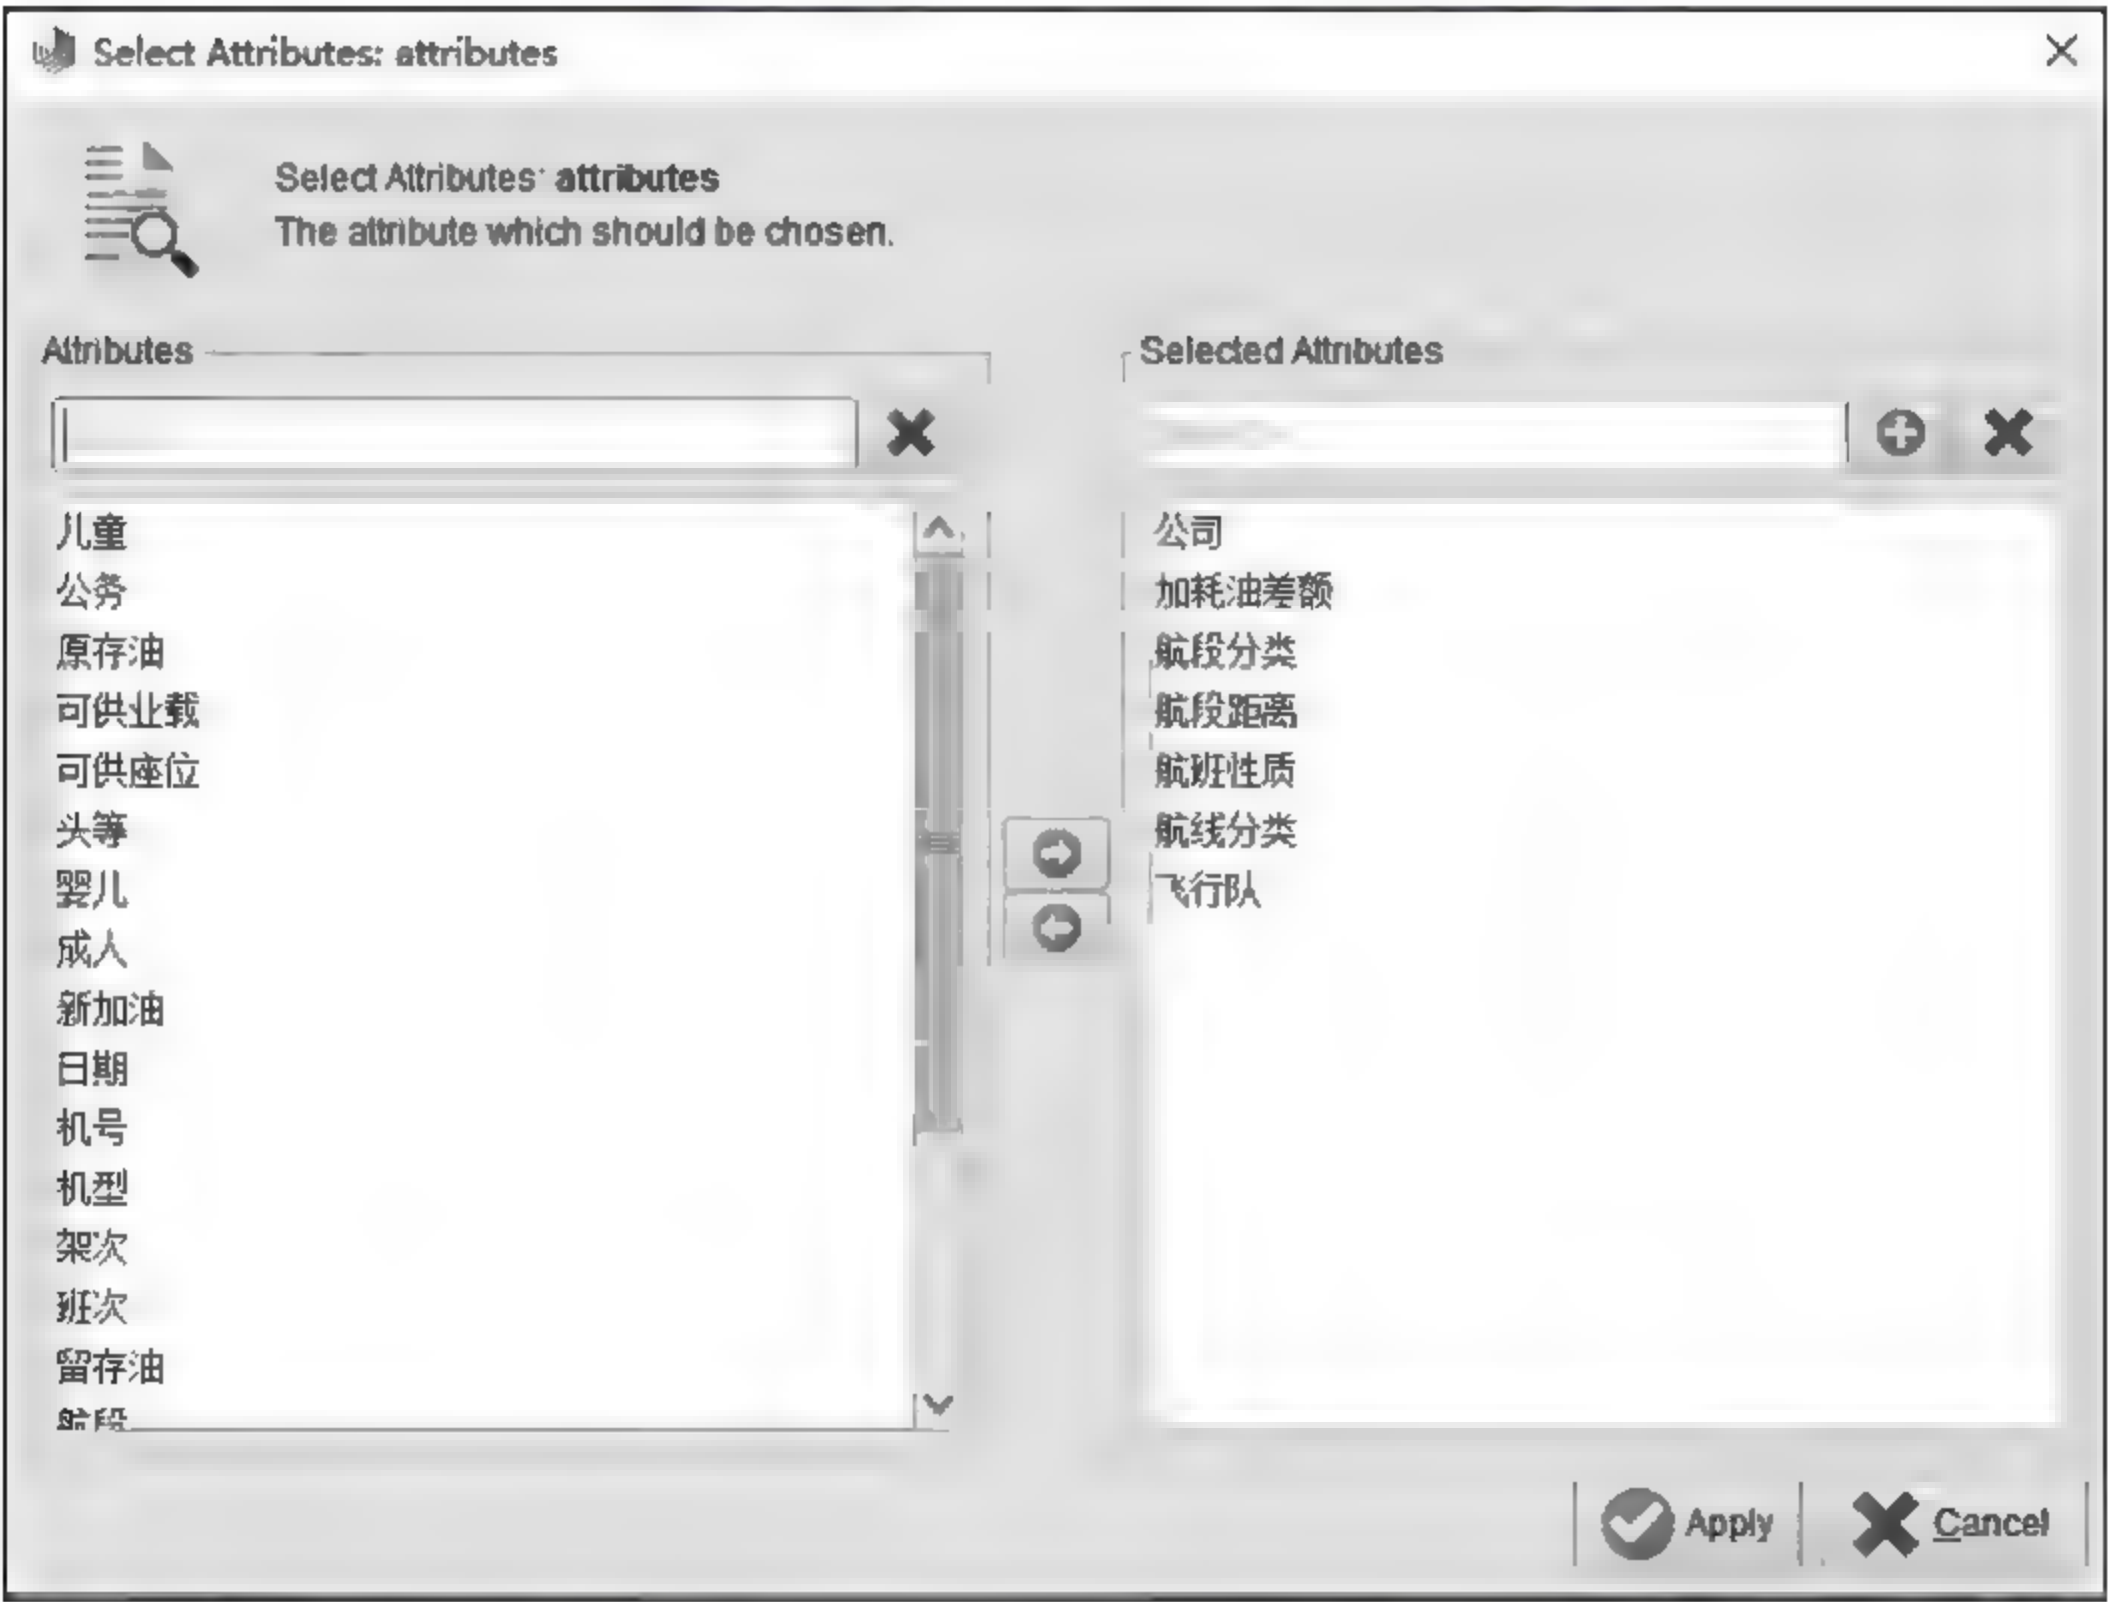 Select Attributes: attributes
Select Attributes: attributes
The attribute which should be chosen.
Attributes
Selected Attributes
儿童
公务
原存油
可供业载
可供座位
头等
婴儿
成人
新加油
日期
机号
机型
架次
班次
留存油
航段
公司
加耗油差额
航段分类
航段距离
航班性质
航线分类
飞行队
Apply
Cancel